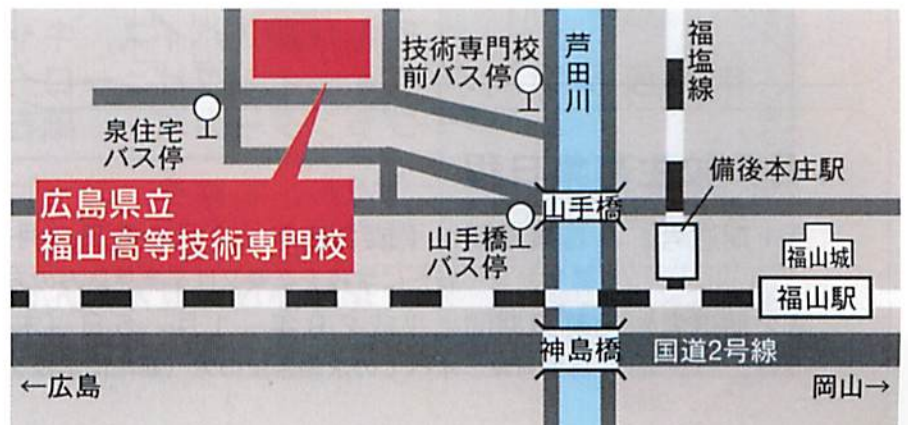 技術専門校
前バス停
芦田川
福塩線
泉住宅
バス停
備後本庄駅
広島県立
福山高等技術専門校
山手橋
山手橋
バス停
福山城
福山駅
神島橋
国道2号線
←広島
岡山→